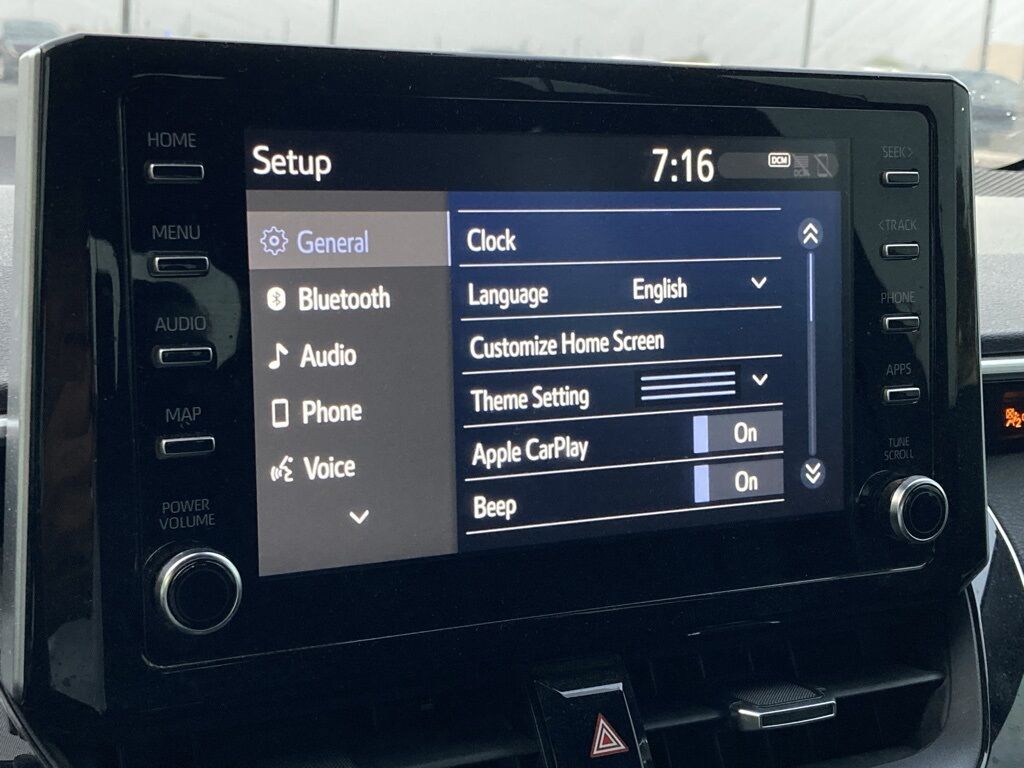 HOME
MENU
AUDIO
MAP
POWER
VOLUME
Setup
7:16
DCM
DCM
General
Bluetooth
Audio
Phone
Voice
Clock
Language English
Customize Home Screen
Theme Setting
Apple CarPlay On
Beep On
SEEK>
<TRACK
PHONE
APPS
TUNE
SCROLL